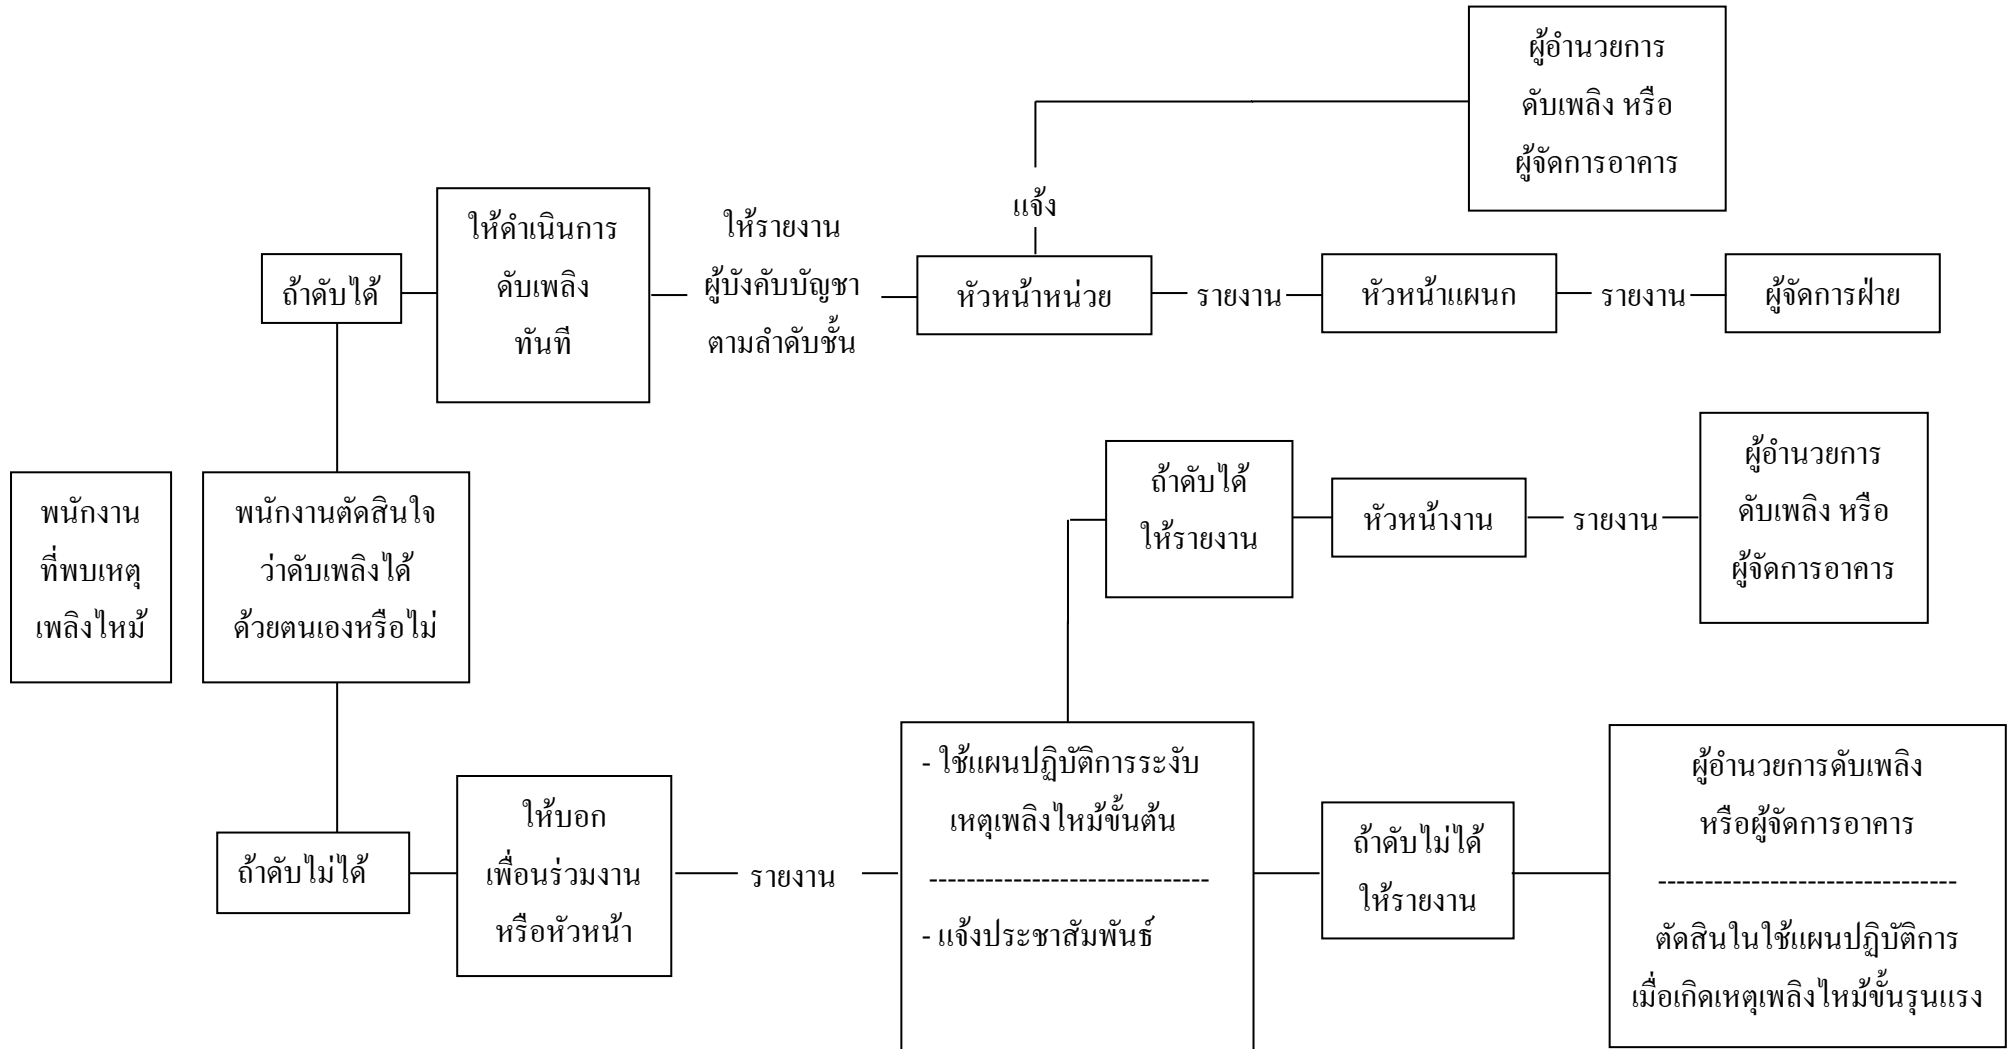 ผู้อำนวยการ
ดับเพลิง หรือ
ผู้จัดการอาคาร
แจ้ง
ถ้าดับได้
ให้ดำเนินการ
ดับเพลิง
ทันที
ให้รายงาน
ผู้บังคับบัญชา
ตามลำดับชั้น
หัวหน้าหน่วย
รายงาน
หัวหน้าแผนก
รายงาน
ผู้จัดการฝ่าย
พนักงาน
ที่พบเหตุ
เพลิงไหม้
พนักงานตัดสินใจ
ว่าดับเพลิงได้
ด้วยตนเองหรือไม่
ถ้าดับได้
ให้รายงาน
หัวหน้างาน
รายงาน
ผู้อำนวยการ
ดับเพลิง หรือ
ผู้จัดการอาคาร
ถ้าดับไม่ได้
ให้บอก
เพื่อนร่วมงาน
หรือหัวหน้า
รายงาน
- ใช้แผนปฏิบัติการระงับ
เหตุเพลิงไหม้ขั้นต้น
------------------------------
- แจ้งประชาสัมพันธ์
ถ้าดับไม่ได้
ให้รายงาน
ผู้อำนวยการดับเพลิง
หรือผู้จัดการอาคาร
--------------------------------
ตัดสินในใช้แผนปฏิบัติการ
เมื่อเกิดเหตุเพลิงไหม้ขั้นรุนแรง